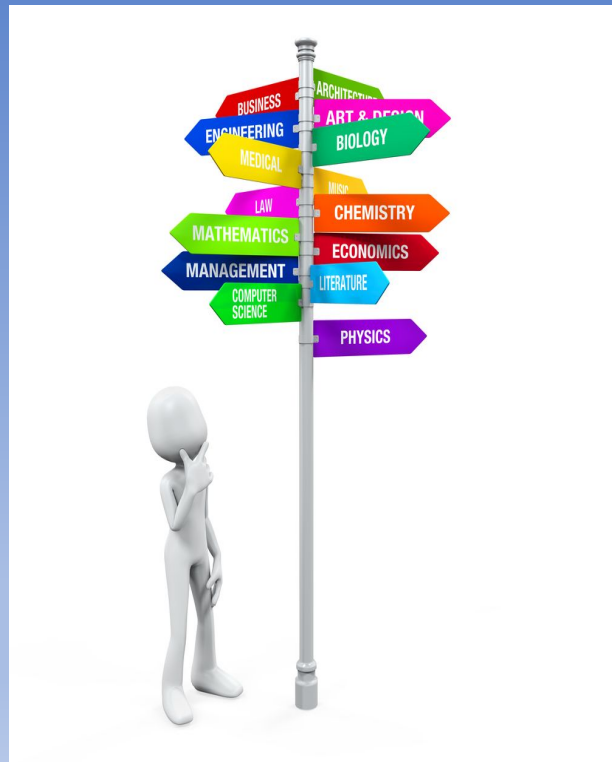 BUSINESS
ARCHITECTURE
ART & DESIGN
ENGINEERING
BIOLOGY
MEDICAL
MUSIC
LAW
CHEMISTRY
MATHEMATICS
ECONOMICS
MANAGEMENT
LITERATURE
COMPUTER
SCIENCE
PHYSICS